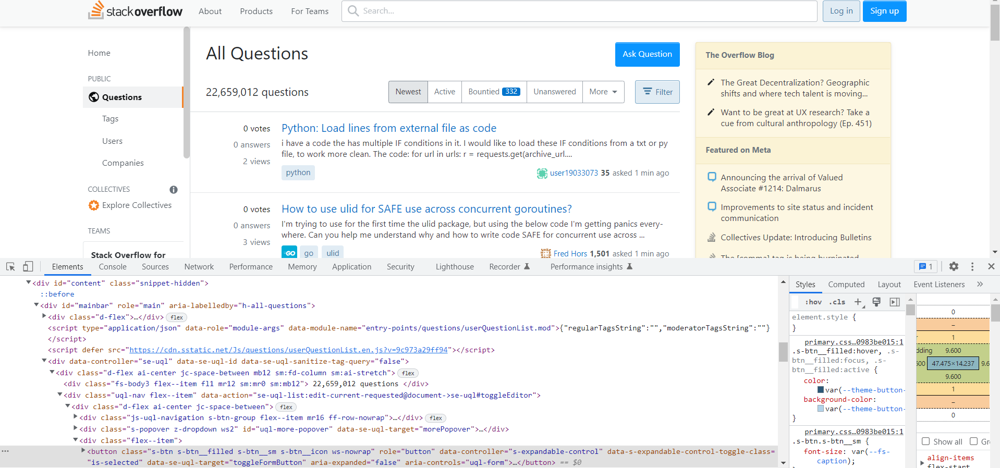 stack overflow About Products For Teams Search... Log in Sign up
Home
PUBLIC
Questions
Tags
Users
Companies
COLLECTIVES
Explore Collectives
TEAMS
Stack Overflow for
All Questions
Ask Question
22,659,012 questions
Newest Active Bountied 332 Unanswered More Filter
0 votes
0 answers
2 views
Python: Load lines from external file as code
i have a code the has multiple IF conditions in it. I would like to load these IF conditions from a txt or py
file, to work more clean. The code: for url in urls: r = requests.get(archive_url....
python
user19033073 35 asked 1 min ago
0 votes
0 answers
3 views
How to use ulid for SAFE use across concurrent goroutines?
I'm trying to use for the first time the ulid package, but using the below code I'm getting panics every-
where. Can you help me understand why and how to write code SAFE for concurrent use across ...
GO go ulid
Fred Hors 1,501 asked 1 min ago
The Overflow Blog
The Great Decentralization? Geographic
shifts and where tech talent is moving...
Want to be great at UX research? Take a
cue from cultural anthropology (Ep. 451)
Featured on Meta
Announcing the arrival of Valued
Associate #1214: Dalmarus
Improvements to site status and incident
communication
Collectives Update: Introducing Bulletins
The [comma] tag is being burninated
Elements Console Sources Network Performance Memory Application Security Lighthouse Recorder Performance insights 1
<div id="content" class="snippet-hidden">
::before
<div id="mainbar" role="main" aria-labelledby="h-all-questions">
<div class="d-flex">…</div> flex
<script type="application/json" data-role="module-args" data-module-name="entry-points/questions/userQuestionList.mod">{"regularTagsString":"","moderatorTagsString":""}
</script>
<script defer src="https://cdn.sstatic.net/Js/questions/userQuestionList.en.js?v=9c973a29ff94"></script>
<div data-controller="se-uql" data-se-uql-id data-se-uql-sanitize-tag-query="false">
<div class="d-flex ai-center jc-space-between mb12 sm:fd-column sm:ai-stretch"> flex
<div class="fs-body3 flex--item fl1 mr12 sm:mr0 sm:mb12"> 22,659,012 questions </div>
<div class="uql-nav flex--item" data-action="se-uql-list:edit-current-requested@document->se-uql#toggleEditor">
<div class="d-flex ai-center jc-space-between"> flex
<div class="js-uql-navigation s-btn-group flex--item mr16 ff-row-nowrap">…</div> flex
<div class="s-popover z-dropdown ws2" id="uql-more-popover" data-se-uql-target="morePopover">…</div>
<div class="flex--item">
… <button class="s-btn s-btn__filled s-btn__sm s-btn__icon ws-nowrap" role="button" data-controller="s-expandable-control" data-s-expandable-control-toggle-class=
"is-selected" data-se-uql-target="toggleFormButton" aria-expanded="false" aria-controls="uql-form">…</button> == $0
Styles Computed Layout Event Listeners »
:hov .cls +
element.style {
}
primary.css…0983be015:1
.s-btn__filled:hover, .s-
btn__filled:focus, .s-
btn__filled:active {
color:
var(--theme-button-
background-color:
var(--theme-button-
}
primary.css…0983be015:1
.s-btn.s-btn__sm {
font-size: var(--fs-
caption);
0
–
1
dding 9.600
47.475×14.237 9.6
9.600
1
–
0
Show all Gr
align-items
flex-start